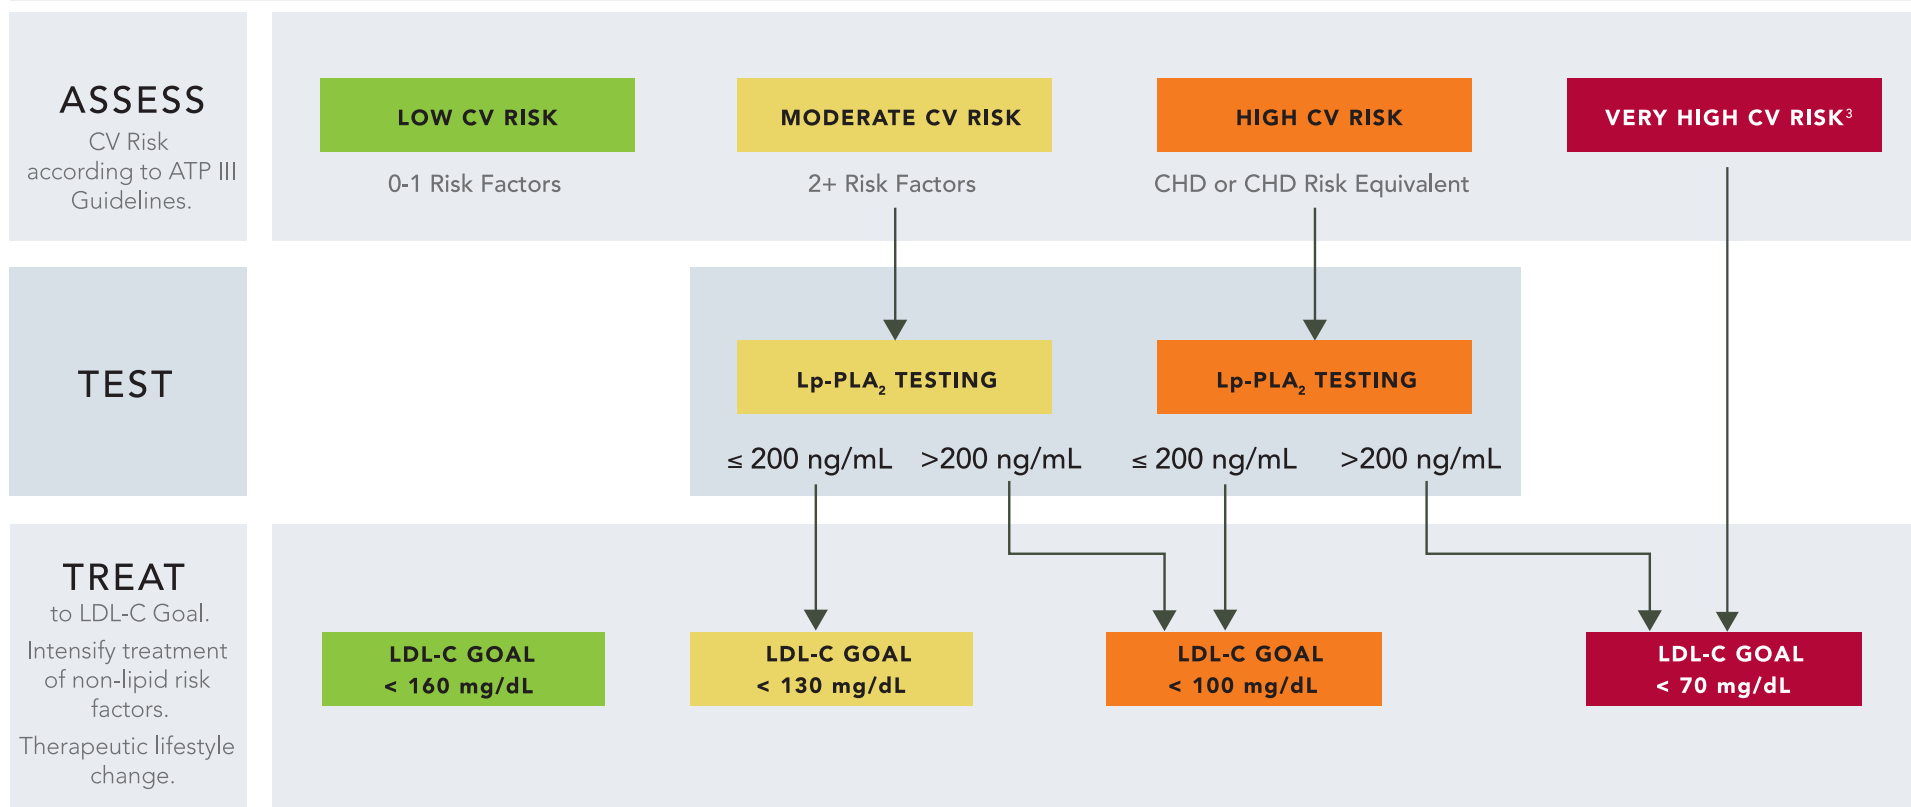 ASSESS
CV Risk
according to ATP III
Guidelines.
LOW CV RISK
0-1 Risk Factors
MODERATE CV RISK
2+ Risk Factors
HIGH CV RISK
CHD or CHD Risk Equivalent
VERY HIGH CV RISK³
TEST
Lp-PLA₂ TESTING
≤ 200 ng/mL
>200 ng/mL
Lp-PLA₂ TESTING
≤ 200 ng/mL
>200 ng/mL
TREAT
to LDL-C Goal.
Intensify treatment
of non-lipid risk
factors.
Therapeutic lifestyle
change.
LDL-C GOAL
< 160 mg/dL
LDL-C GOAL
< 130 mg/dL
LDL-C GOAL
< 100 mg/dL
LDL-C GOAL
< 70 mg/dL